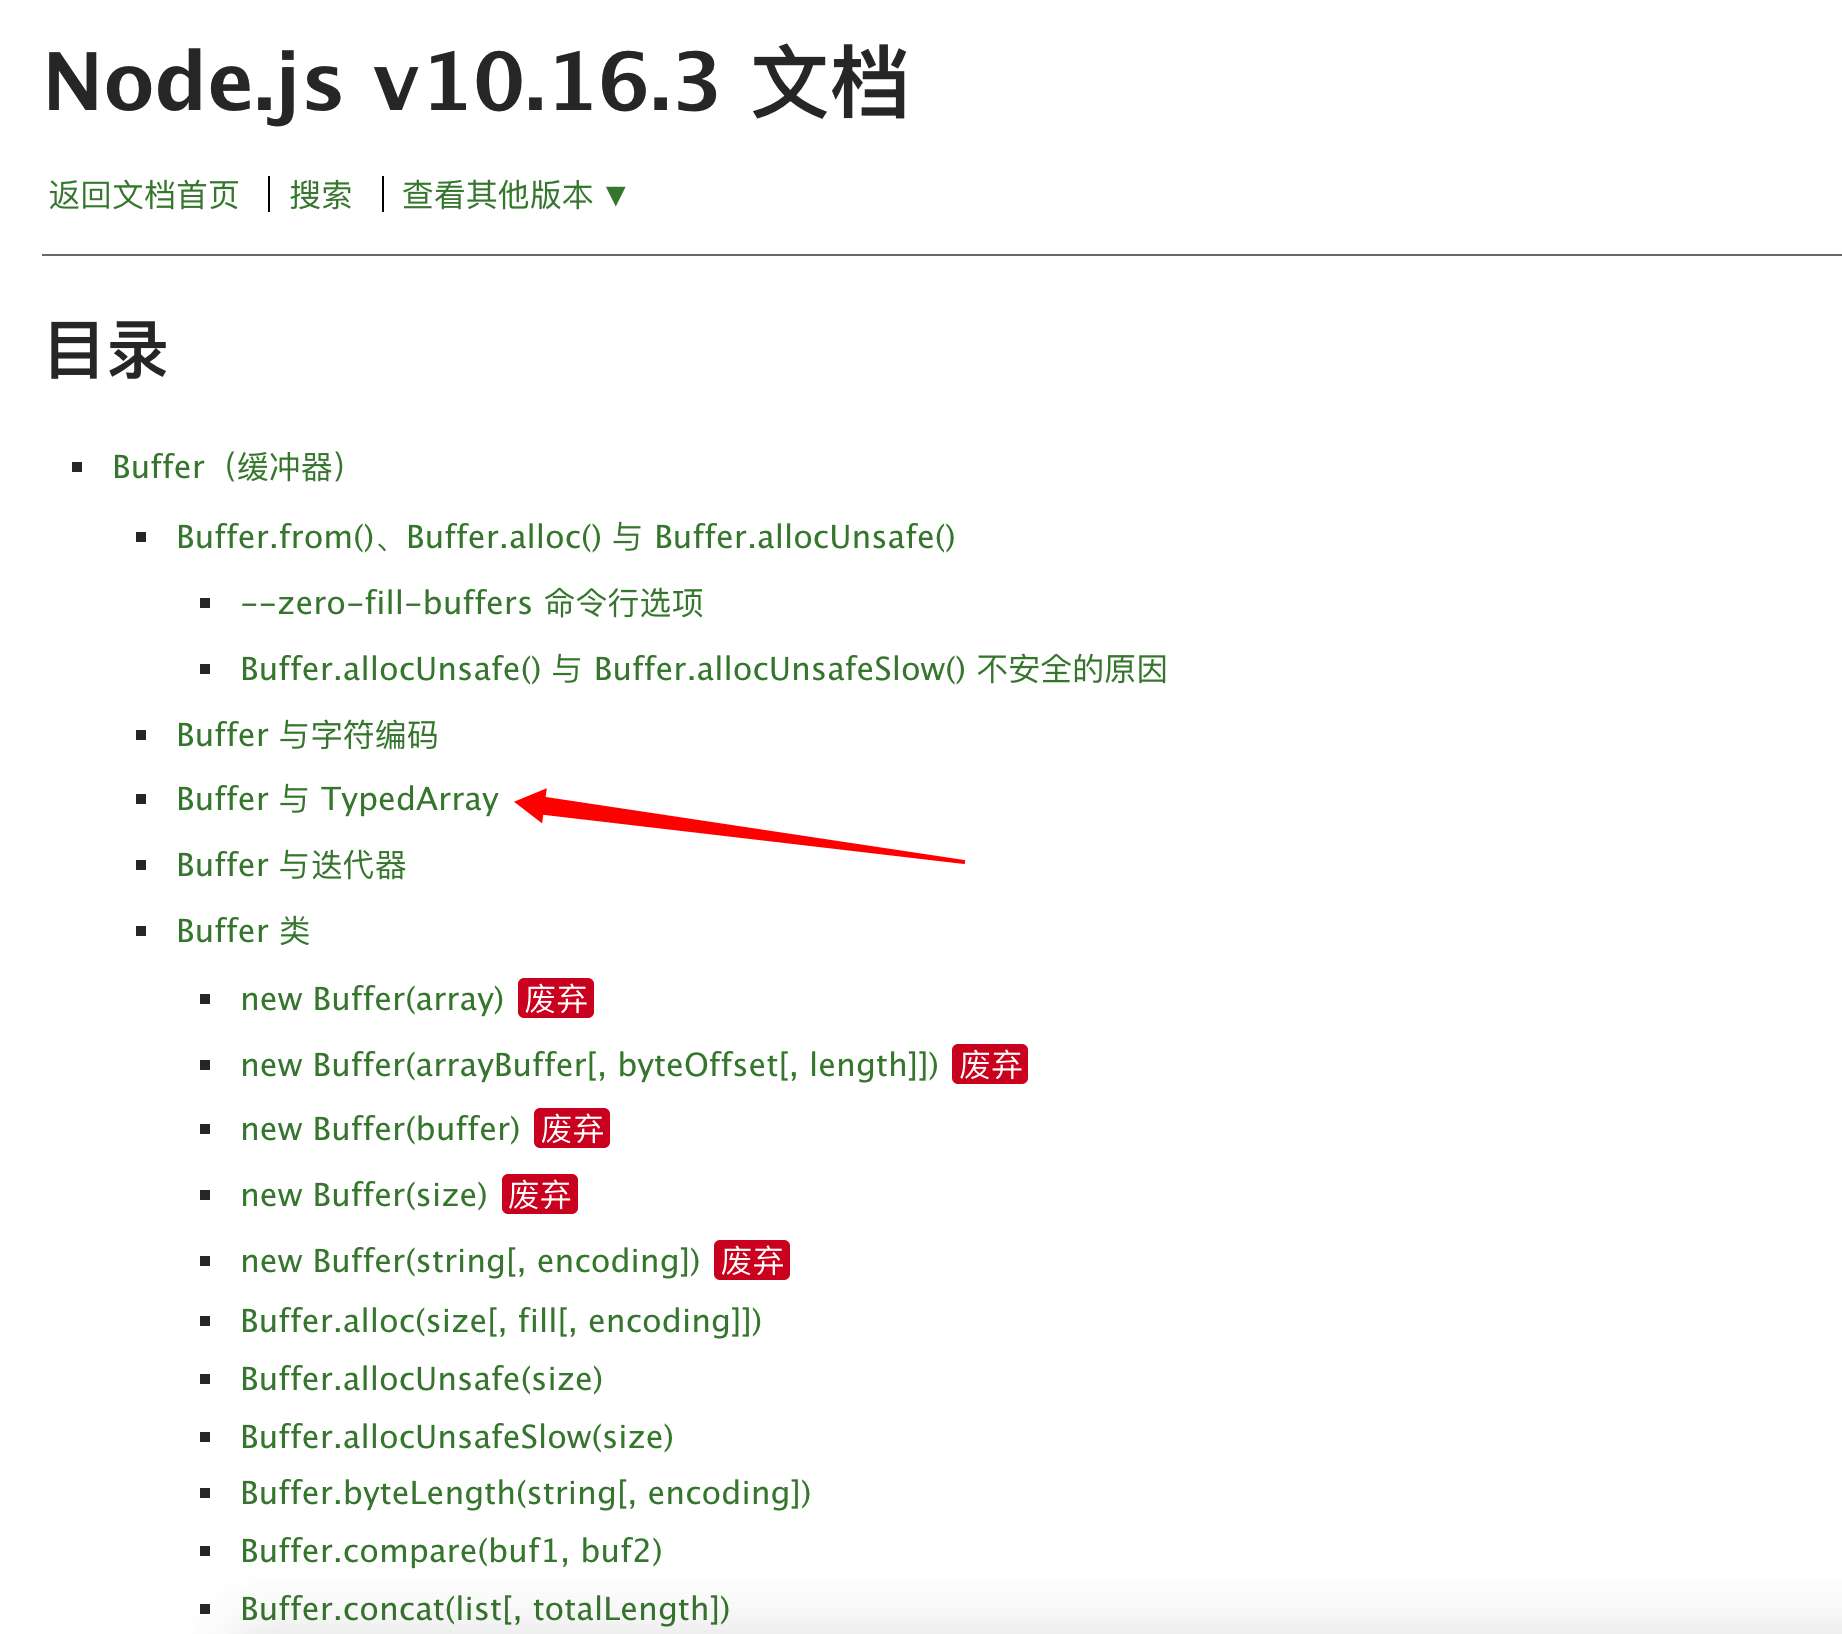 Node.js v10.16.3 文档
返回文档首页 | 搜索 | 查看其他版本 ▼
目录
Buffer（缓冲器）
Buffer.from()、Buffer.alloc() 与 Buffer.allocUnsafe()
--zero-fill-buffers 命令行选项
Buffer.allocUnsafe() 与 Buffer.allocUnsafeSlow() 不安全的原因
Buffer 与字符编码
Buffer 与 TypedArray
Buffer 与迭代器
Buffer 类
new Buffer(array) 废弃
new Buffer(arrayBuffer[, byteOffset[, length]]) 废弃
new Buffer(buffer) 废弃
new Buffer(size) 废弃
new Buffer(string[, encoding]) 废弃
Buffer.alloc(size[, fill[, encoding]])
Buffer.allocUnsafe(size)
Buffer.allocUnsafeSlow(size)
Buffer.byteLength(string[, encoding])
Buffer.compare(buf1, buf2)
Buffer.concat(list[, totalLength])